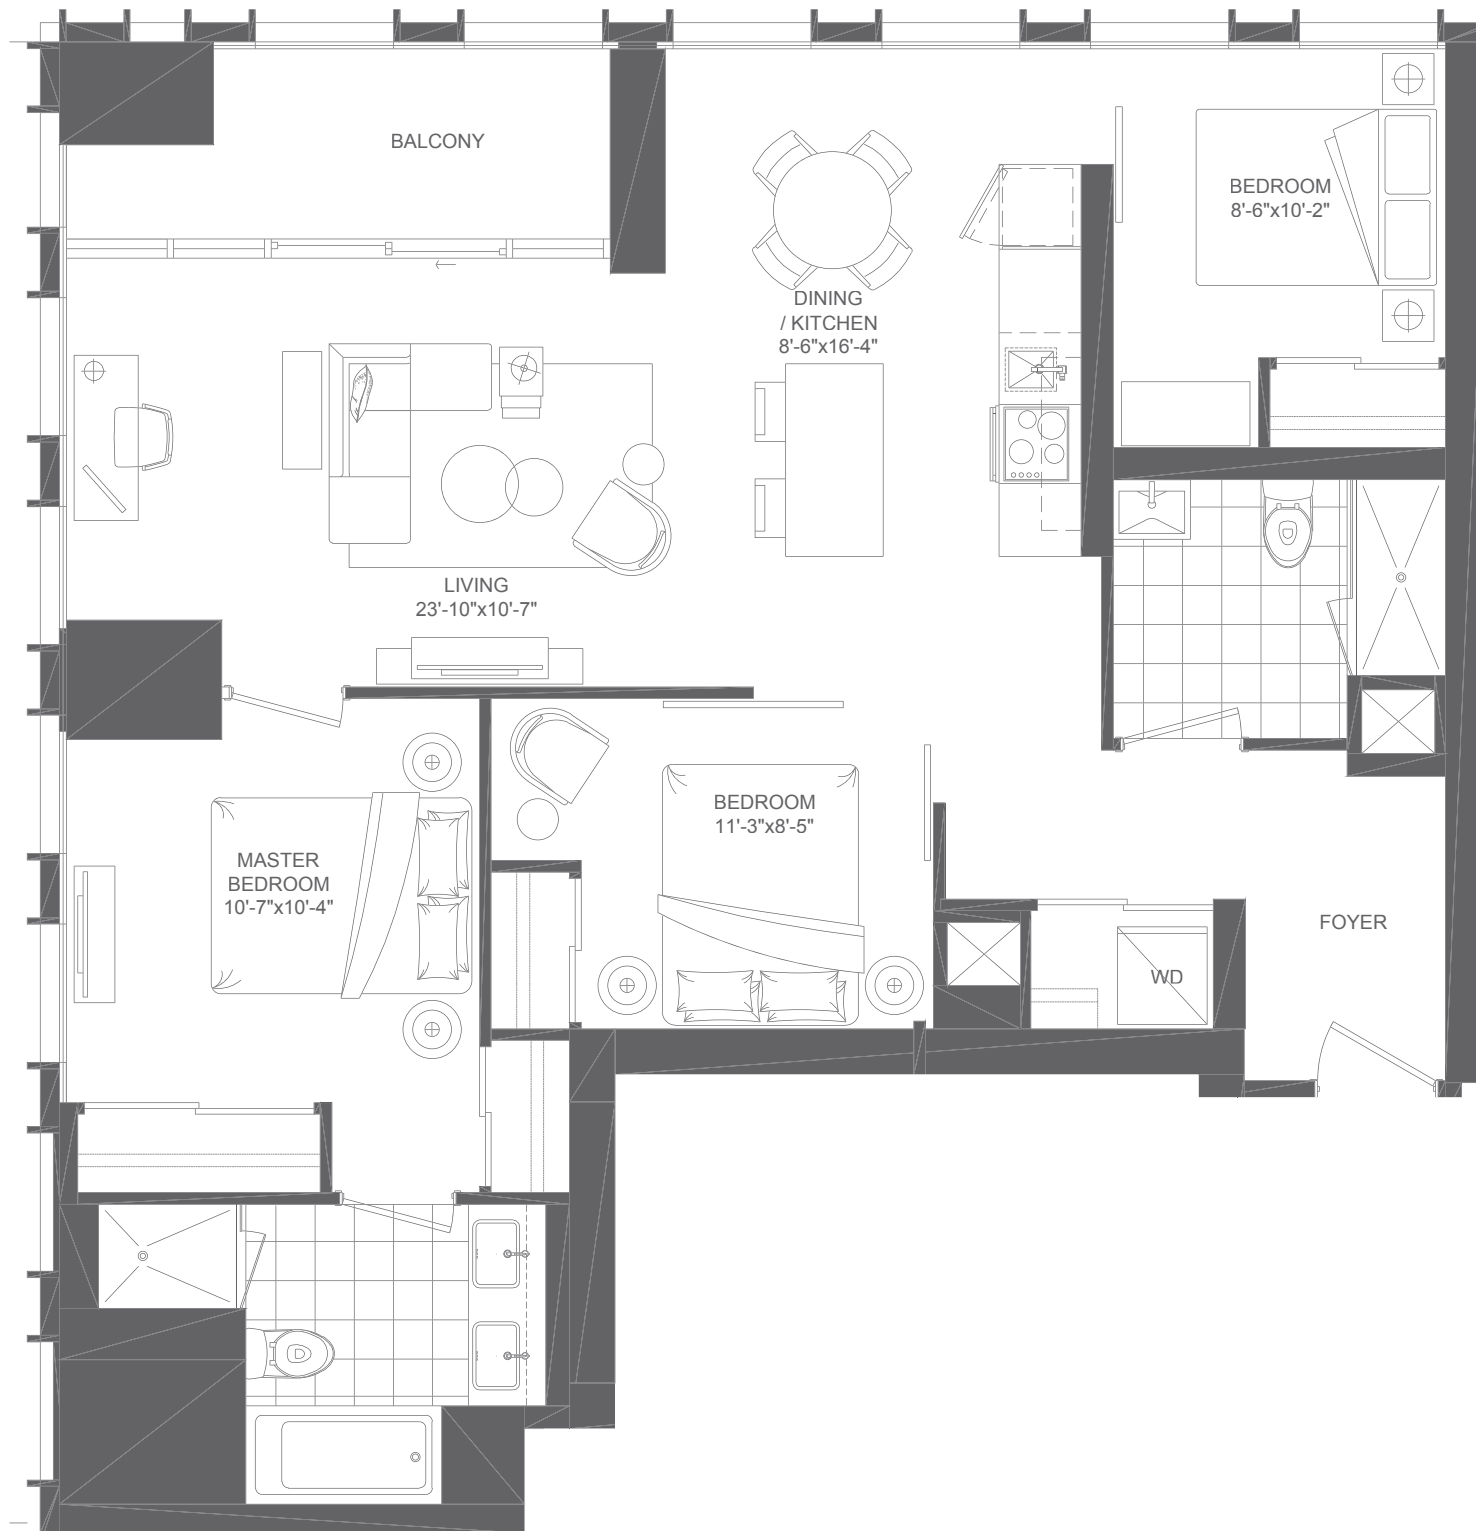 BALCONY
BEDROOM
8'-6"x10'-2"
DINING
/ KITCHEN
8'-6"x16'-4"
LIVING
23'-10"x10'-7"
BEDROOM
11'-3"x8'-5"
MASTER
BEDROOM
10'-7"x10'-4"
FOYER
WD